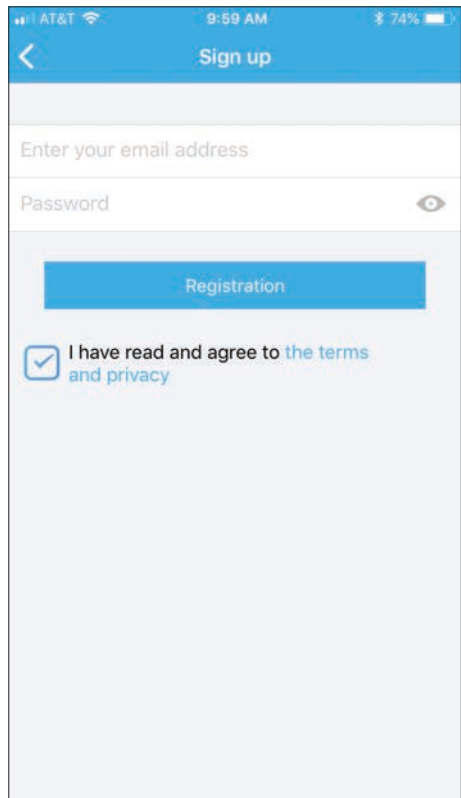 AT&T 9:59 AM 74%
Sign up
Enter your email address
Password
Registration
I have read and agree to the terms
and privacy